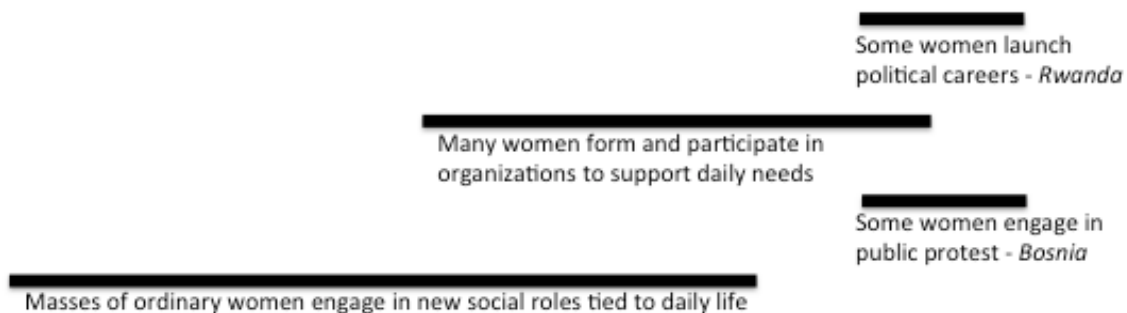 Some women launch
political careers - Rwanda
Many women form and participate in
organizations to support daily needs
Some women engage in
public protest - Bosnia
Masses of ordinary women engage in new social roles tied to daily life